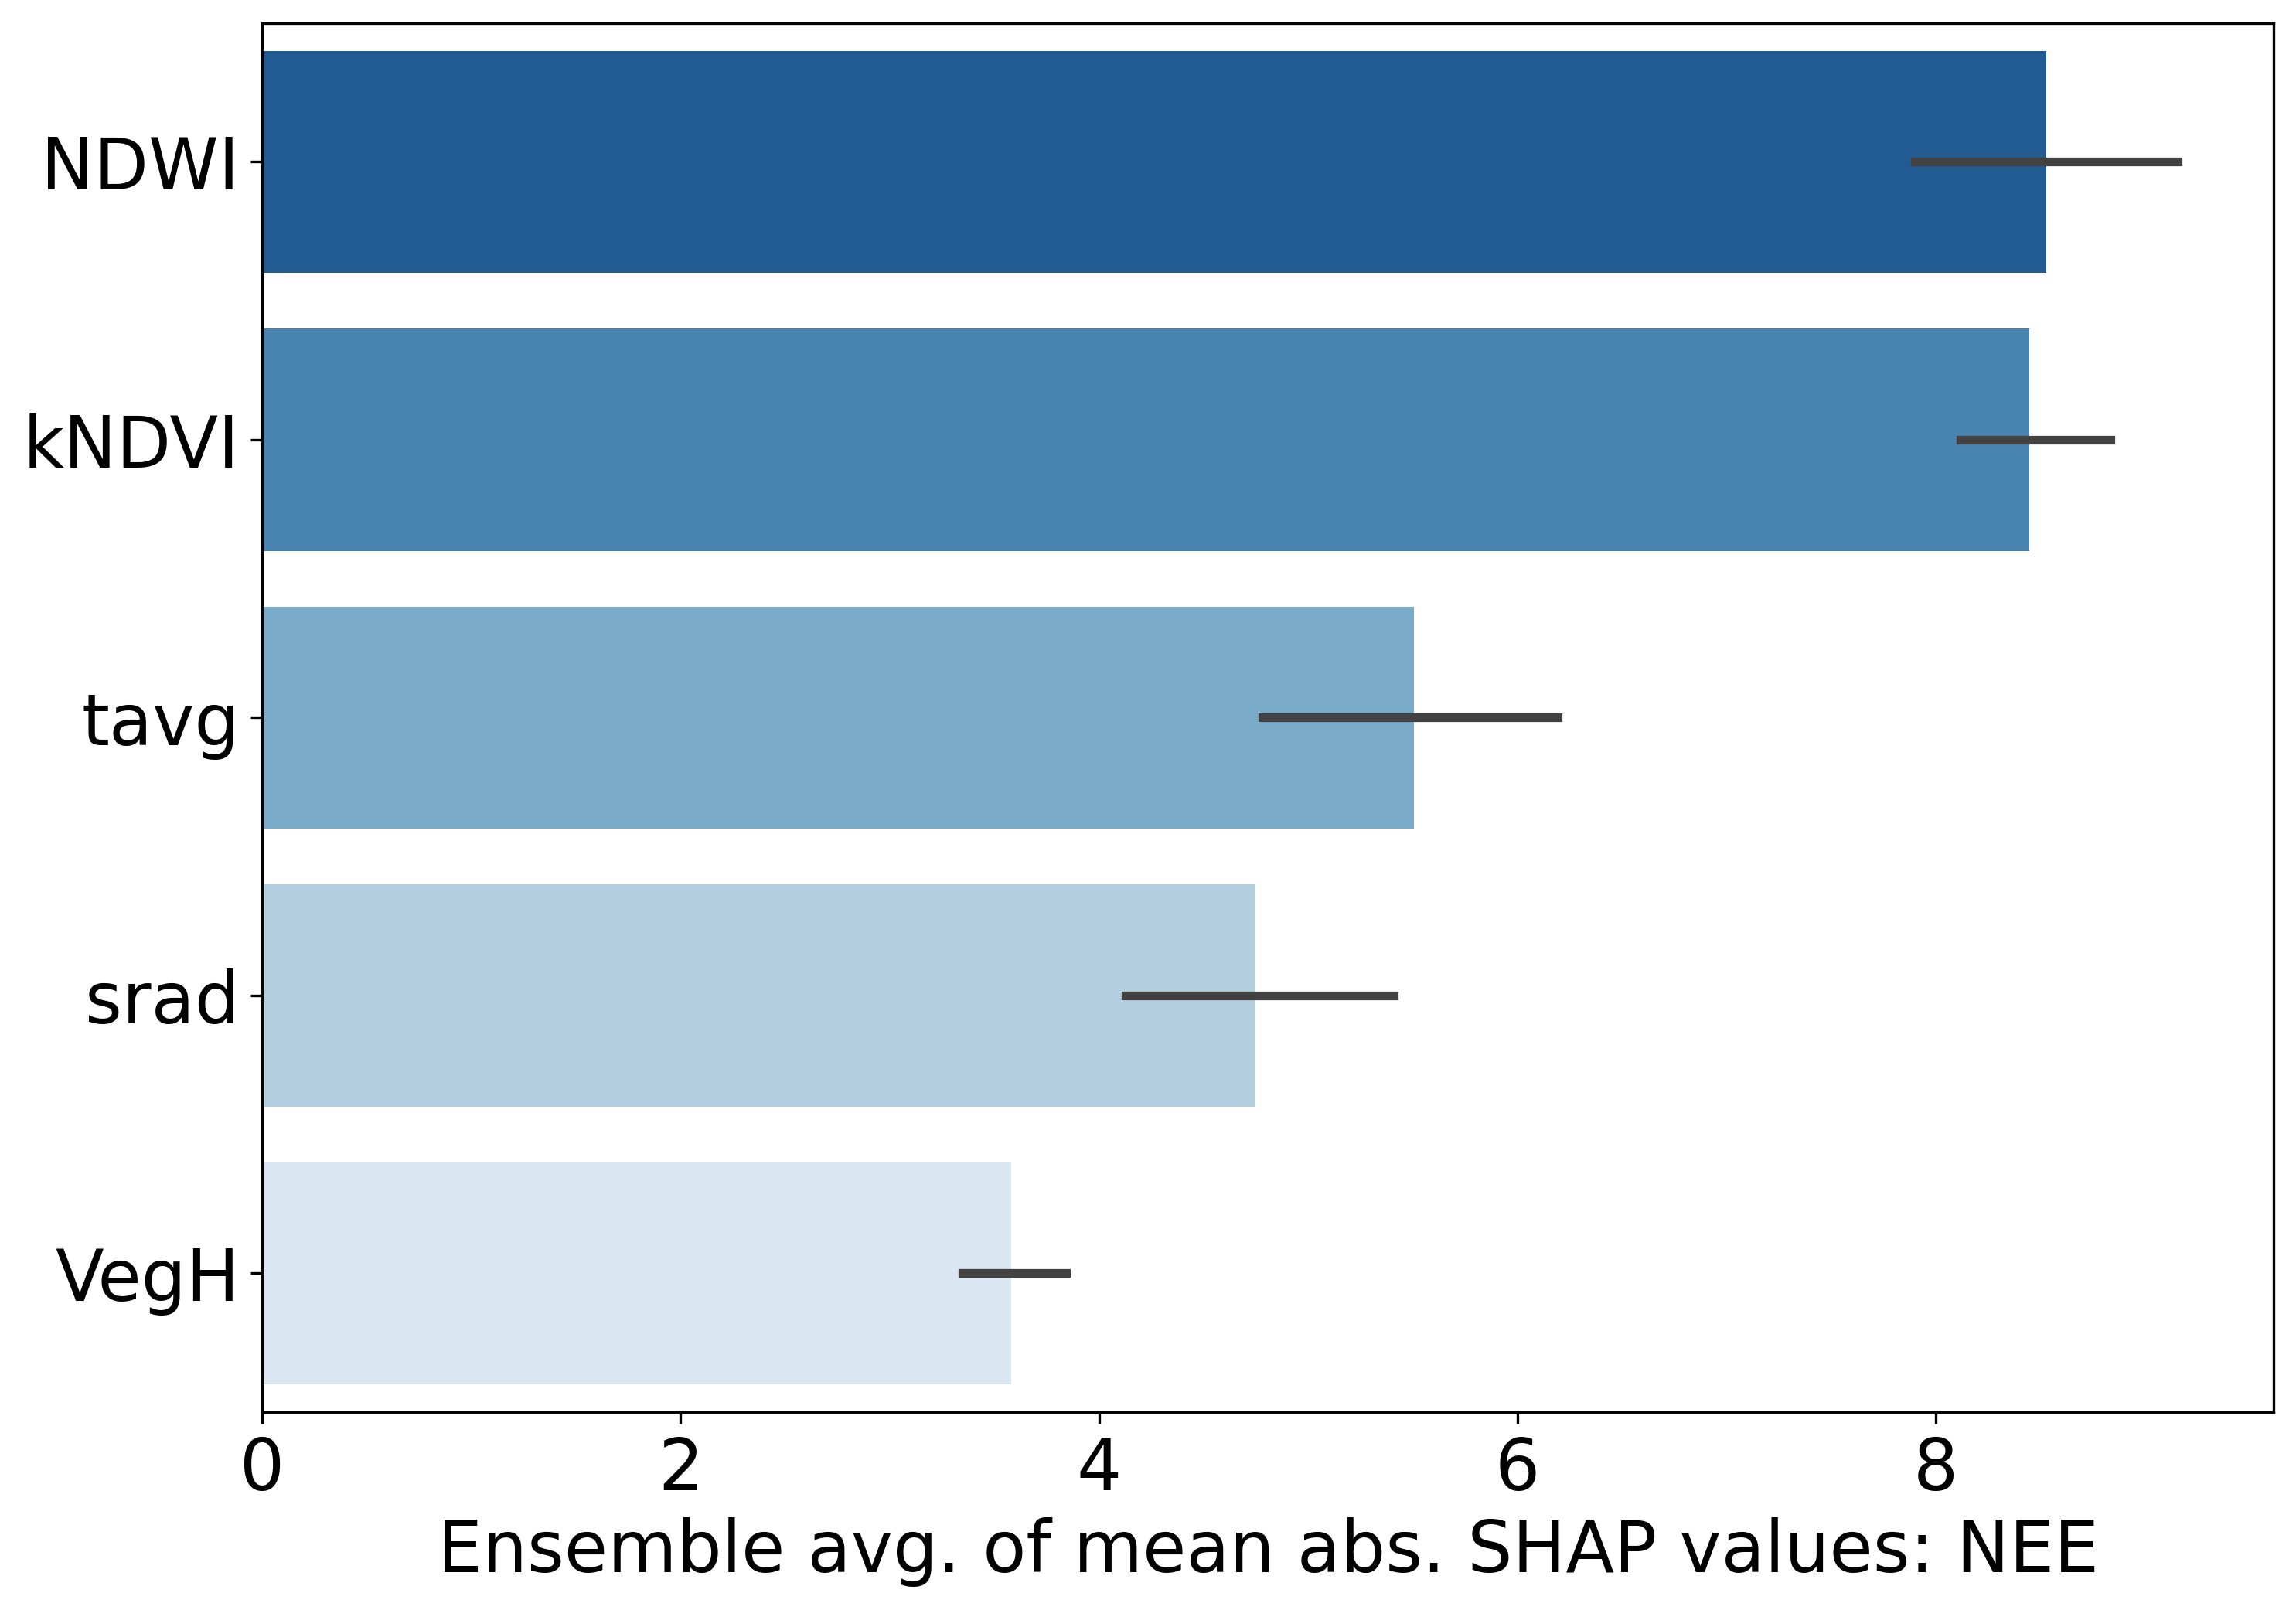 NDWI
kNDVI
tavg
srad
VegH
0 2 4 6 8
Ensemble avg. of mean abs. SHAP values: NEE